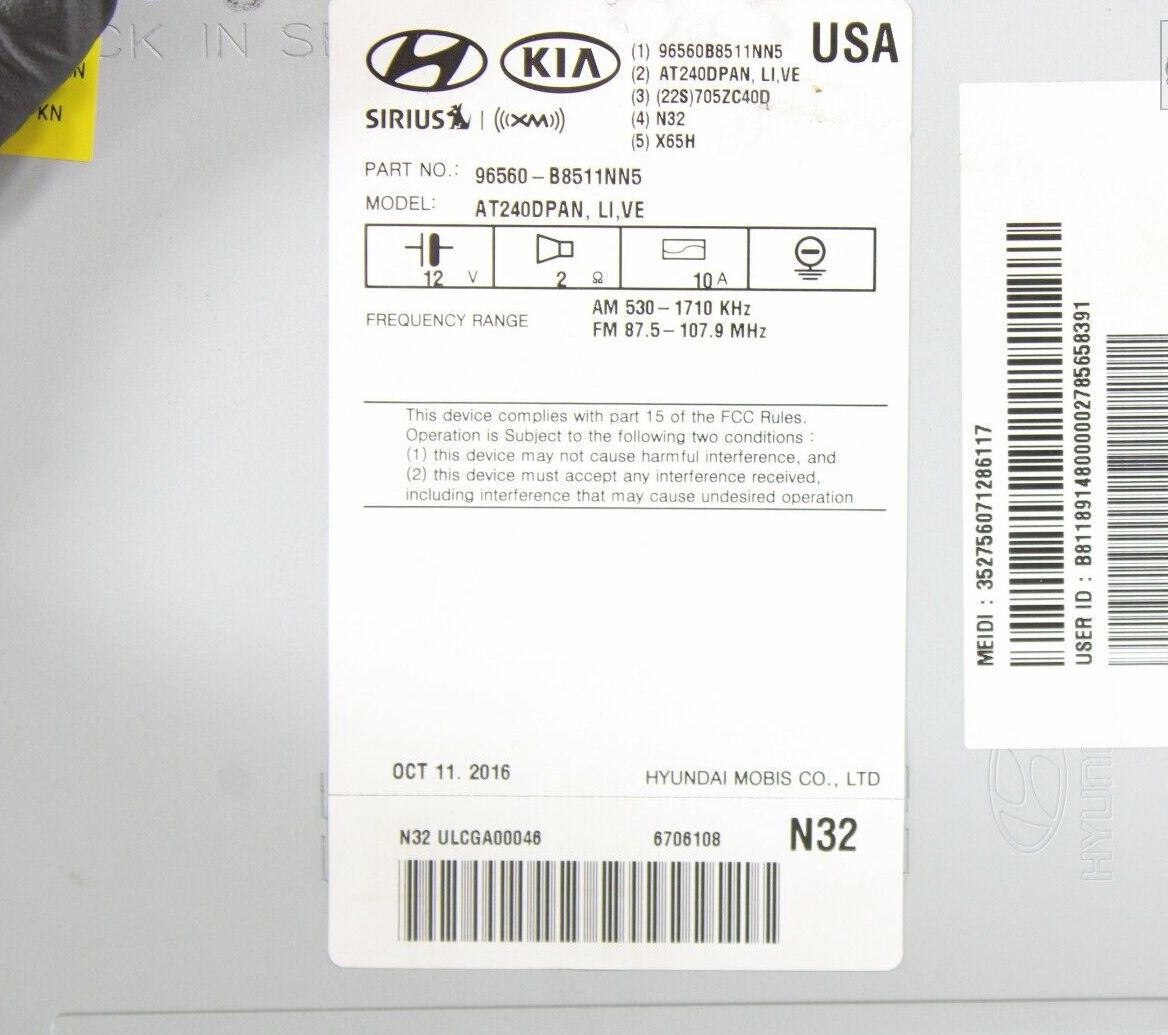 CK IN S
N
KN
KIA
SIRIUS | ((XM))
(1) 96560B8511NN5
(2) AT240DPAN, LI,VE
(3) (22S)705ZC40D
(4) N32
(5) X65H
USA
PART NO.: 96560-B8511NN5
MODEL: AT240DPAN, LI,VE
12 V
2 Ω
10 A
FREQUENCY RANGE
AM 530-1710 KHz
FM 87.5-107.9 MHz
This device complies with part 15 of the FCC Rules.
Operation is Subject to the following two conditions :
(1) this device may not cause harmful interference, and
(2) this device must accept any interference received,
including interference that may cause undesired operation
OCT 11. 2016
HYUNDAI MOBIS CO., LTD
N32 ULCGA00046
6706108
N32
MEIDI : 352756071286117
USER ID : B81189148000002785658391
HYUN